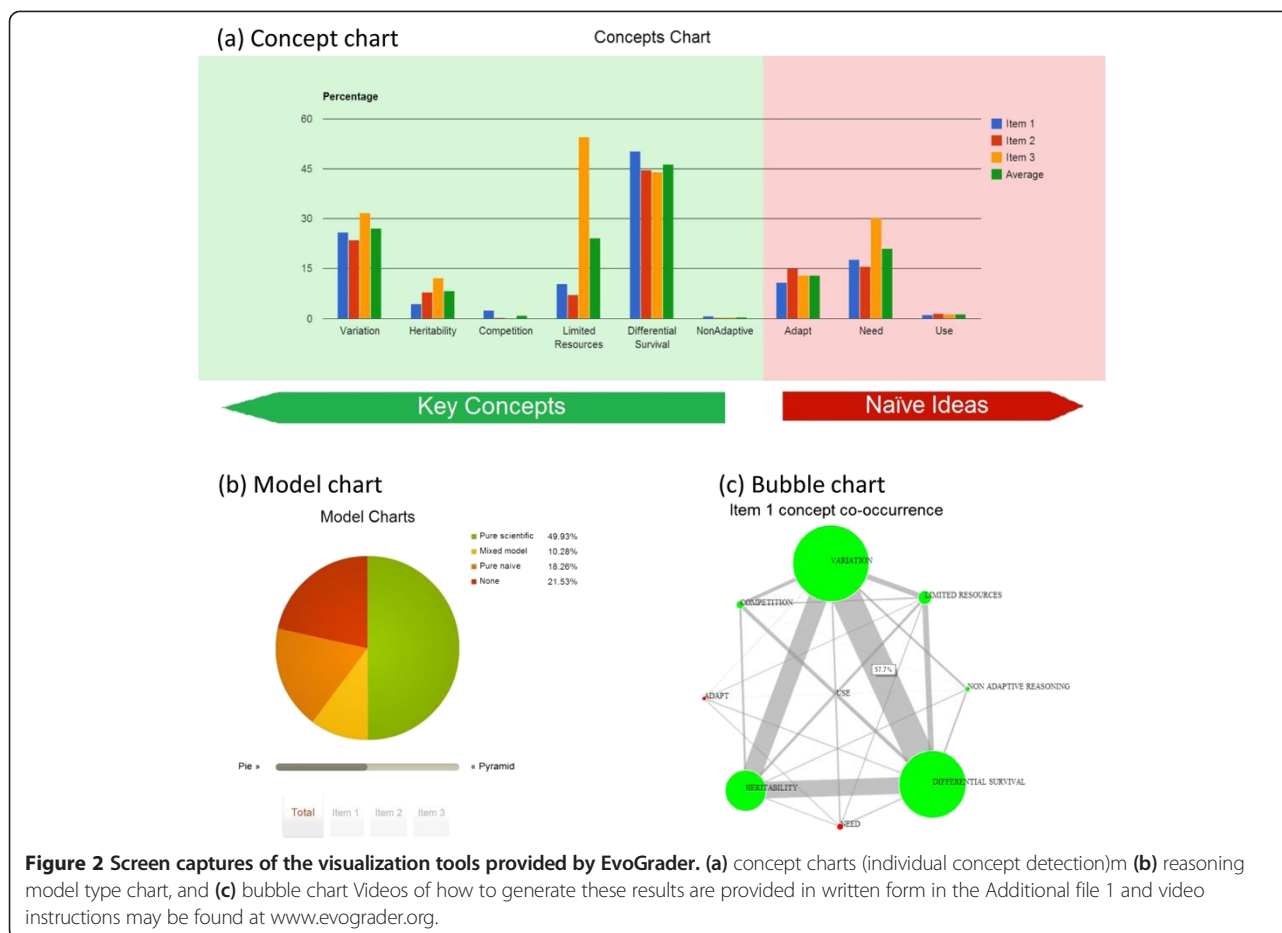 (a) Concept chart
Concepts Chart
Percentage
60
45
30
15
0
Item 1
Item 2
Item 3
Average
Variation
Heritability
Competition
Limited
Resources
Differential
Survival
NonAdaptive
Adapt
Need
Use
Key Concepts
Naïve Ideas
(b) Model chart
Model Charts
Pure scientific 49.93%
Mixed model 10.28%
Pure naive 18.26%
None 21.53%
Pie »
« Pyramid
Total Item 1 Item 2 Item 3
(c) Bubble chart
Item 1 concept co-occurrence
VARIATION
COMPETITION
LIMITED RESOURCES
57.7%
ADAPT
USE
NON ADAPTIVE REASONING
HERITABILITY
DIFFERENTIAL SURVIVAL
NEED
Figure 2 Screen captures of the visualization tools provided by EvoGrader. (a) concept charts (individual concept detection)m (b) reasoning
model type chart, and (c) bubble chart Videos of how to generate these results are provided in written form in the Additional file 1 and video
instructions may be found at www.evograder.org.